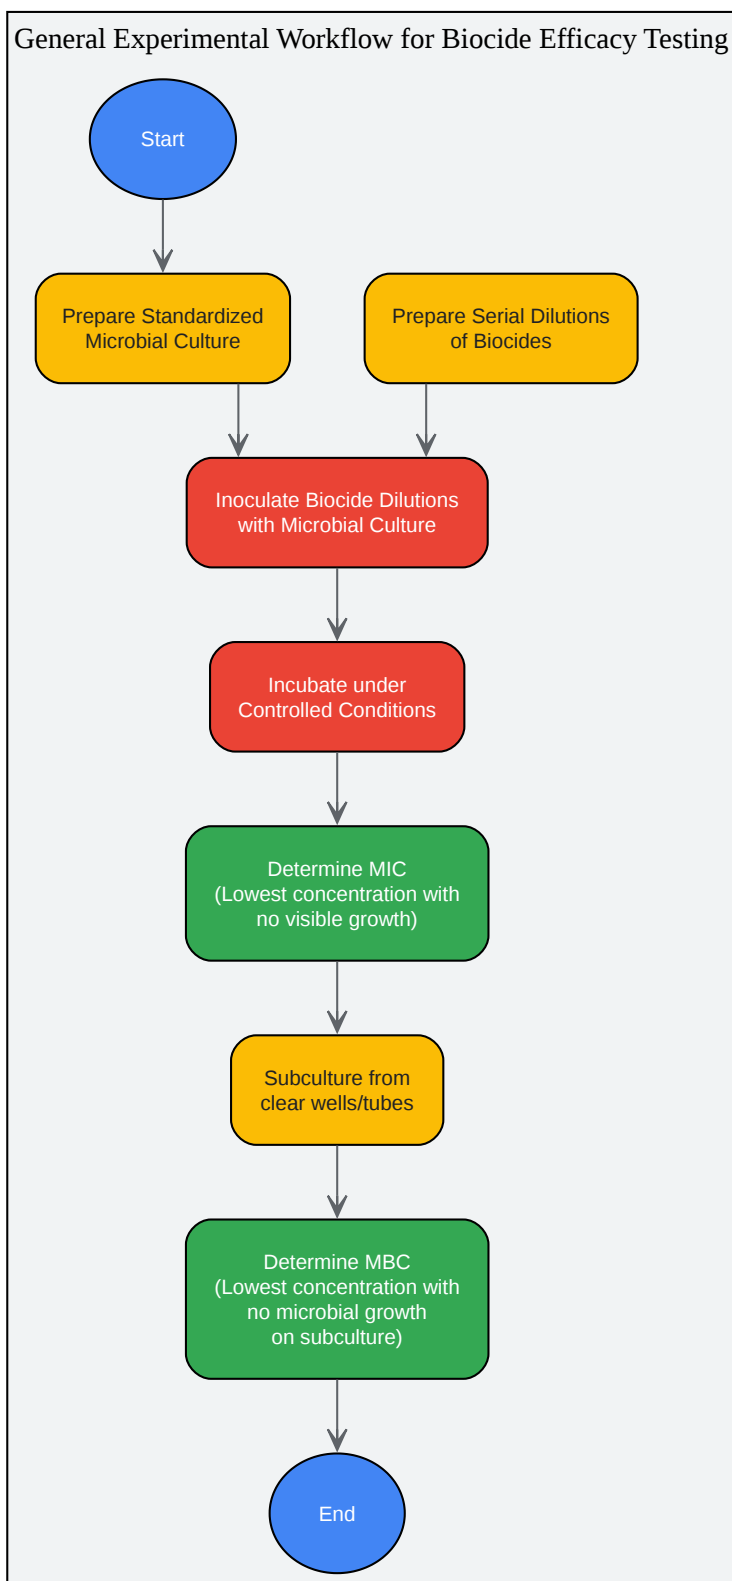 General Experimental Workflow for Biocide Efficacy Testing
Start
Prepare Standardized
Microbial Culture
Prepare Serial Dilutions
of Biocides
Inoculate Biocide Dilutions
with Microbial Culture
Incubate under
Controlled Conditions
Determine MIC
(Lowest concentration with
no visible growth)
Subculture from
clear wells/tubes
Determine MBC
(Lowest concentration with
no microbial growth
on subculture)
End